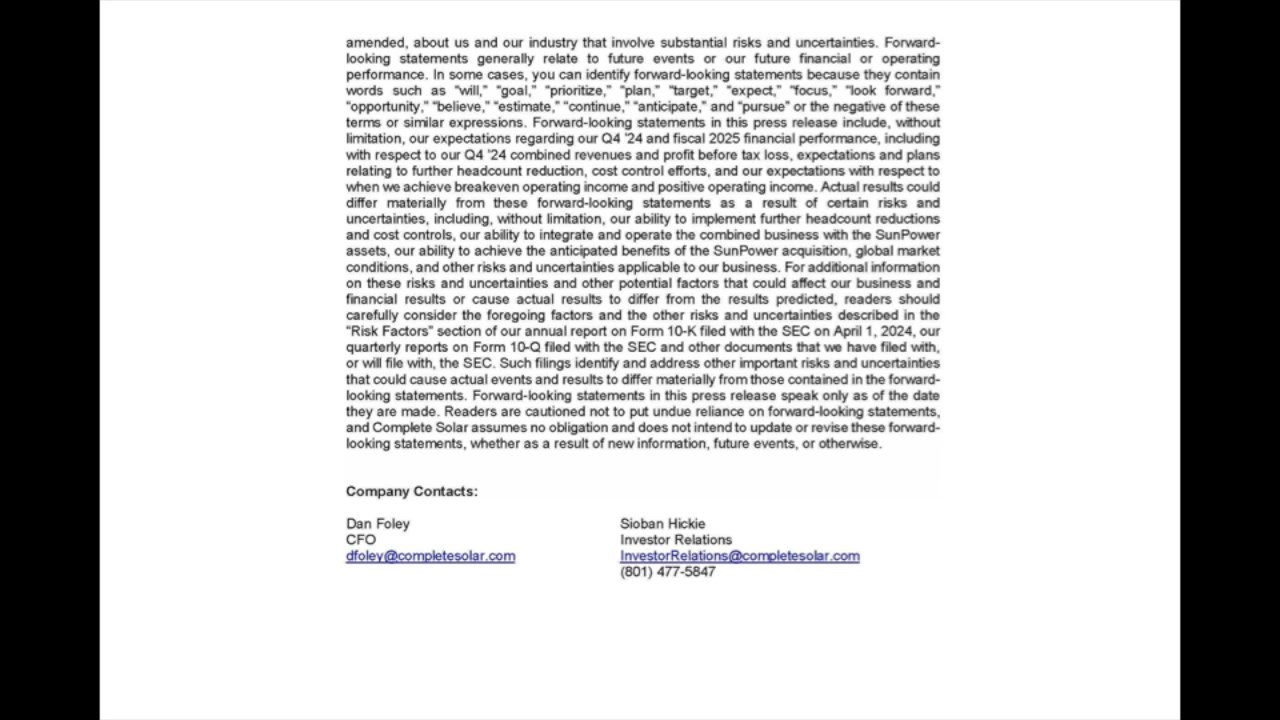 amended, about us and our industry that involve substantial risks and uncertainties. Forward-
looking statements generally relate to future events or our future financial or operating
performance. In some cases, you can identify forward-looking statements because they contain
words such as “will,” “goal,” “prioritize,” “plan,” “target,” “expect,” “focus,” “look forward,”
“opportunity,” “believe,” “estimate,” “continue,” “anticipate,” and “pursue” or the negative of these
terms or similar expressions. Forward-looking statements in this press release include, without
limitation, our expectations regarding our Q4 ’24 and fiscal 2025 financial performance, including
with respect to our Q4 ’24 combined revenues and profit before tax loss, expectations and plans
relating to further headcount reduction, cost control efforts, and our expectations with respect to
when we achieve breakeven operating income and positive operating income. Actual results could
differ materially from these forward-looking statements as a result of certain risks and
uncertainties, including, without limitation, our ability to implement further headcount reductions
and cost controls, our ability to integrate and operate the combined business with the SunPower
assets, our ability to achieve the anticipated benefits of the SunPower acquisition, global market
conditions, and other risks and uncertainties applicable to our business. For additional information
on these risks and uncertainties and other potential factors that could affect our business and
financial results or cause actual results to differ from the results predicted, readers should
carefully consider the foregoing factors and the other risks and uncertainties described in the
“Risk Factors” section of our annual report on Form 10-K filed with the SEC on April 1, 2024, our
quarterly reports on Form 10-Q filed with the SEC and other documents that we have filed with,
or will file with, the SEC. Such filings identify and address other important risks and uncertainties
that could cause actual events and results to differ materially from those contained in the forward-
looking statements. Forward-looking statements in this press release speak only as of the date
they are made. Readers are cautioned not to put undue reliance on forward-looking statements,
and Complete Solar assumes no obligation and does not intend to update or revise these forward-
looking statements, whether as a result of new information, future events, or otherwise.
Company Contacts:
Dan Foley
CFO
dfoley@completesolar.com
Sioban Hickie
Investor Relations
InvestorRelations@completesolar.com
(801) 477-5847